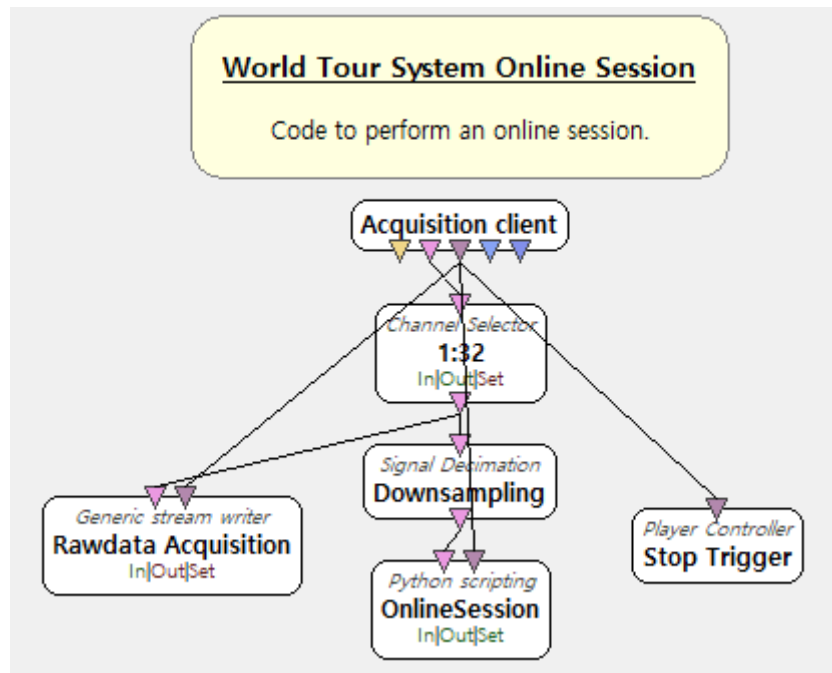 World Tour System Online Session
Code to perform an online session.
Acquisition client
Channel Selector
1:32
In|Out|Set
Signal Decimation
Downsampling
Generic stream writer
Rawdata Acquisition
In|Out|Set
Player Controller
Stop Trigger
Python scripting
OnlineSession
In|Out|Set